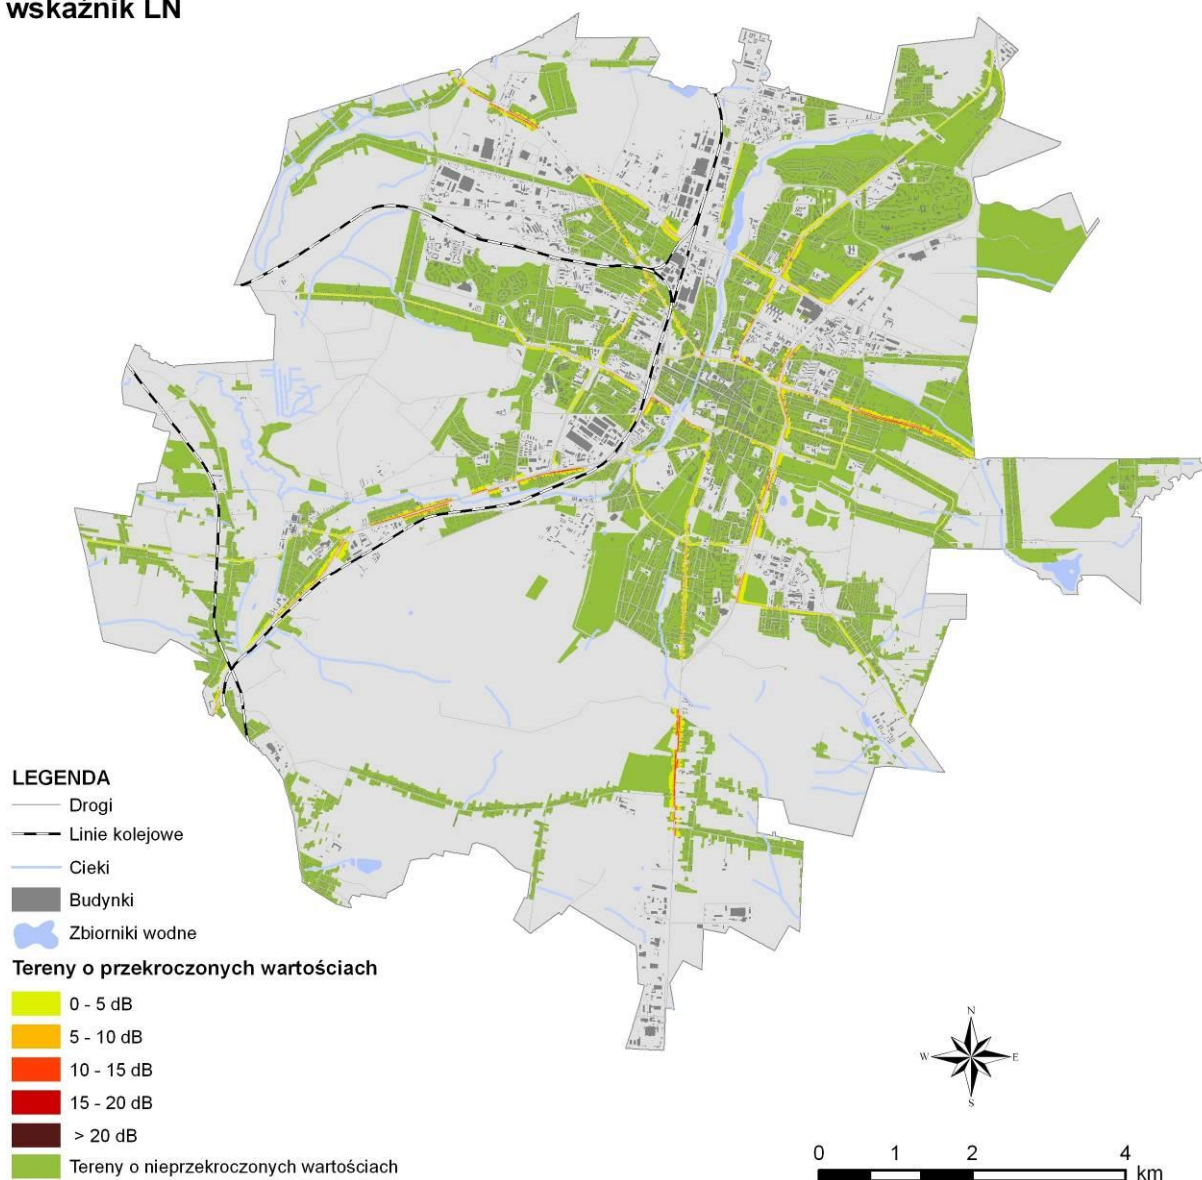 wskaźnik LN
LEGENDA
Drogi
Linie kolejowe
Cieki
Budynki
Zbiorniki wodne
Tereny o przekroczonych wartościach
0 - 5 dB
5 - 10 dB
10 - 15 dB
15 - 20 dB
> 20 dB
Tereny o nieprzekroczonych wartościach
N
W E
S
0 1 2 4
km